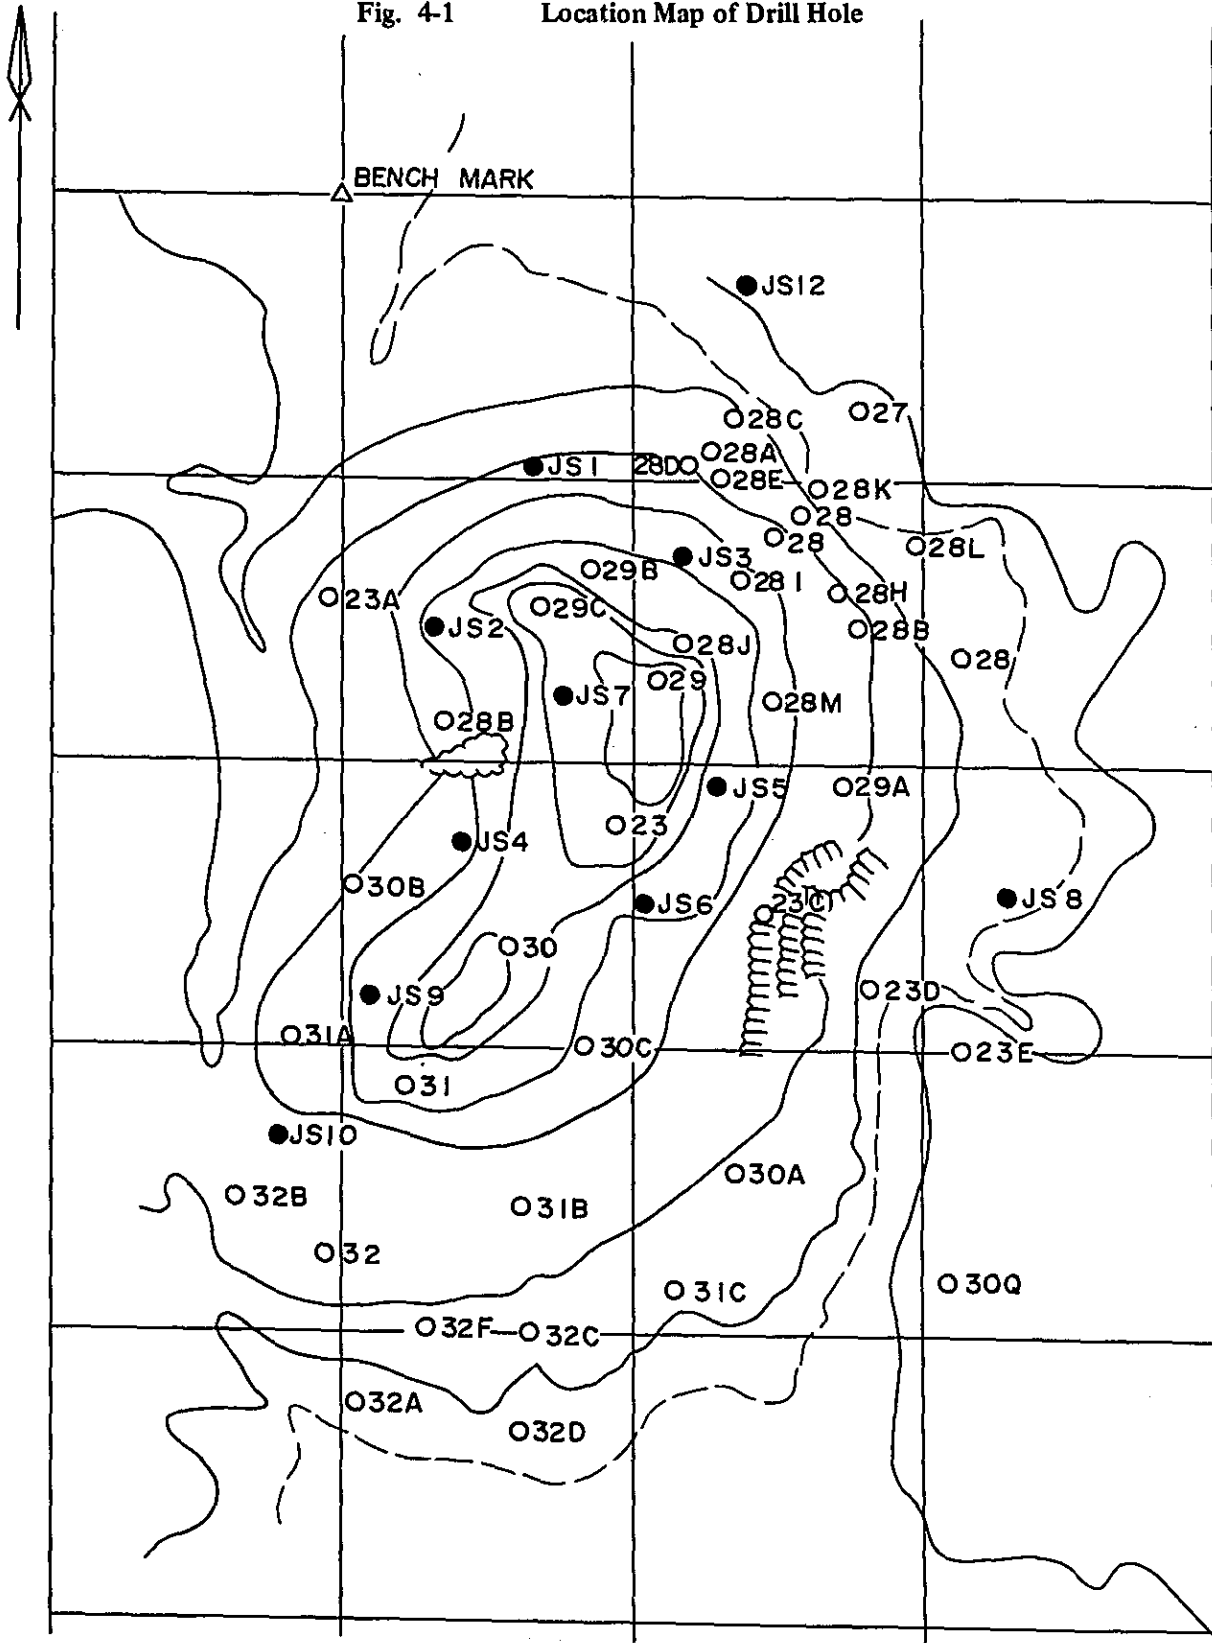 Fig. 4-1 Location Map of Drill Hole
BENCH MARK
JS12
27
28C
28A
JS1 28D
28E
28K
28
28
28L
JS3
29B
28I
28H
23A
29C
JS2
28B
28J
28
29
JS7
28M
28B
JS5
29A
23
JS4
30B
JS8
JS6
23C
30
JS9
23D
31A
30C
23E
31
JS10
30A
32B
31B
32
31C
30Q
32F
32C
32A
32D